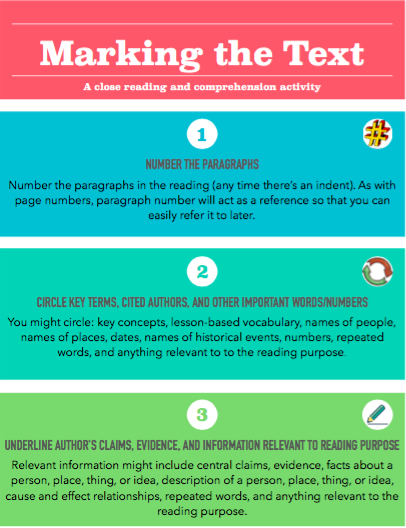 Marking the Text
A close reading and comprehension activity
1
#
NUMBER THE PARAGRAPHS
Number the paragraphs in the reading (any time there's an indent). As with
page numbers, paragraph number will act as a reference so that you can
easily refer it to later.
2
CIRCLE KEY TERMS, CITED AUTHORS, AND OTHER IMPORTANT WORDS/NUMBERS
You might circle: key concepts, lesson-based vocabulary, names of people,
names of places, dates, names of historical events, numbers, repeated
words, and anything relevant to to the reading purpose.
3
UNDERLINE AUTHOR'S CLAIMS, EVIDENCE, AND INFORMATION RELEVANT TO READING PURPOSE
Relevant information might include central claims, evidence, facts about a
person, place, thing, or idea, description of a person, place, thing, or idea,
cause and effect relationships, repeated words, and anything relevant to the
reading purpose.